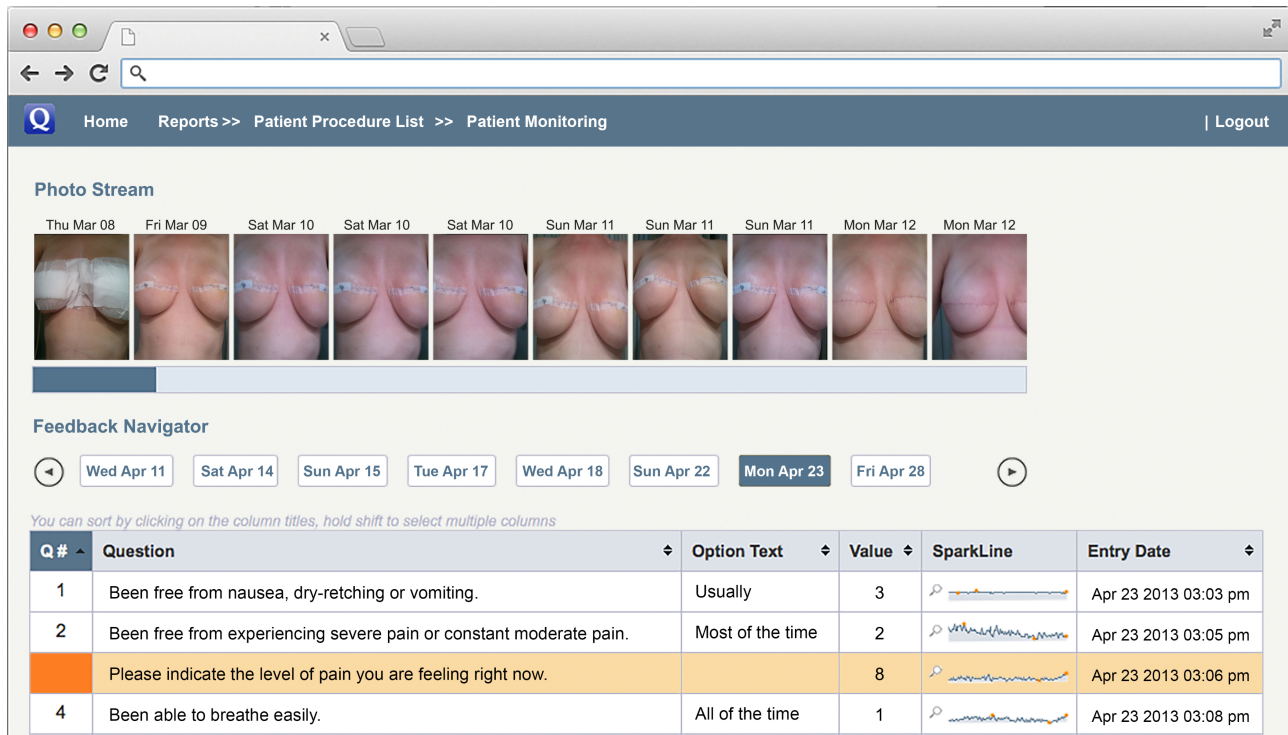 Q Home Reports >> Patient Procedure List >> Patient Monitoring | Logout
Photo Stream
Thu Mar 08 Fri Mar 09 Sat Mar 10 Sat Mar 10 Sat Mar 10 Sun Mar 11 Sun Mar 11 Sun Mar 11 Mon Mar 12 Mon Mar 12
Feedback Navigator
Wed Apr 11 Sat Apr 14 Sun Apr 15 Tue Apr 17 Wed Apr 18 Sun Apr 22 Mon Apr 23 Fri Apr 28
You can sort by clicking on the column titles, hold shift to select multiple columns
Q # Question Option Text Value SparkLine Entry Date
1 Been free from nausea, dry-retching or vomiting. Usually 3 Apr 23 2013 03:03 pm
2 Been free from experiencing severe pain or constant moderate pain. Most of the time 2 Apr 23 2013 03:05 pm
Please indicate the level of pain you are feeling right now. 8 Apr 23 2013 03:06 pm
4 Been able to breathe easily. All of the time 1 Apr 23 2013 03:08 pm